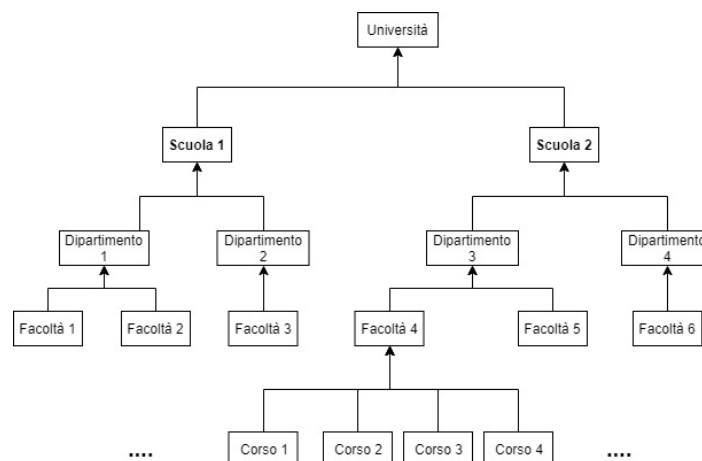 Università
Scuola 1
Scuola 2
Dipartimento
1
Dipartimento
2
Dipartimento
3
Dipartimento
4
Facoltà 1
Facoltà 2
Facoltà 3
Facoltà 4
Facoltà 5
Facoltà 6
....
Corso 1
Corso 2
Corso 3
Corso 4
....